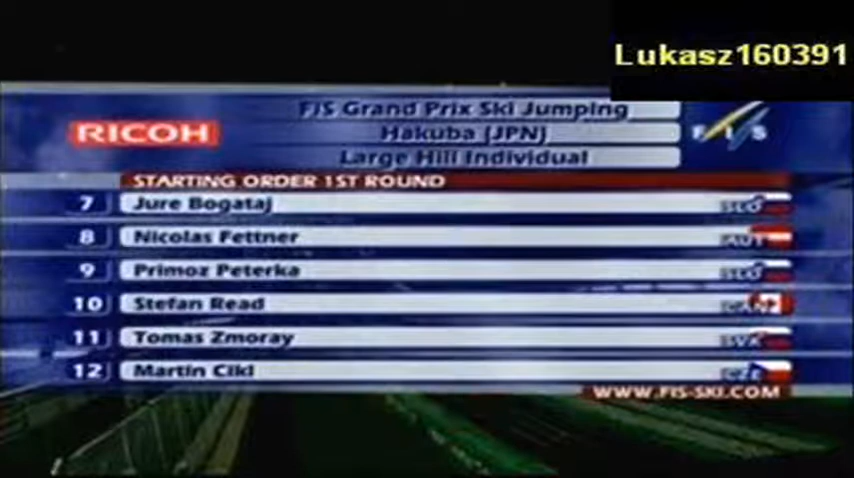 Lukasz160391
FIS Grand Prix Ski Jumping
RICOH
Hakuba (JPN)
FIS
Large Hill Individual
STARTING ORDER 1ST ROUND
7 Jure Bogataj SLO
8 Nicolas Fettner AUT
9 Primoz Peterka SLO
10 Stefan Read CAN
11 Tomas Zmoray SVK
12 Martin Cikl CZE
WWW.FIS-SKI.COM